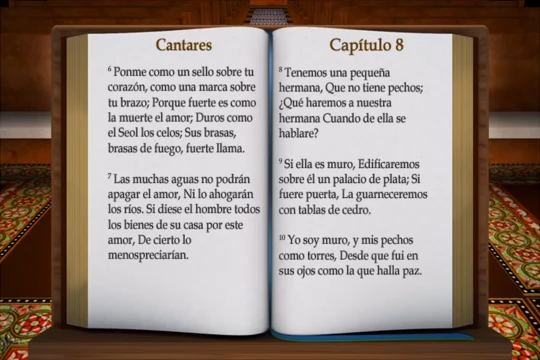 Cantares
⁶ Ponme como un sello sobre tu
corazón, como una marca sobre
tu brazo; Porque fuerte es como
la muerte el amor; Duros como
el Seol los celos; Sus brasas,
brasas de fuego, fuerte llama.
⁷ Las muchas aguas no podrán
apagar el amor, Ni lo ahogarán
los ríos. Si diese el hombre todos
los bienes de su casa por este
amor, De cierto lo
menospreciarían.
Capítulo 8
⁸ Tenemos una pequeña
hermana, Que no tiene pechos;
¿Qué haremos a nuestra
hermana Cuando de ella se
hablare?
⁹ Si ella es muro, Edificaremos
sobre él un palacio de plata; Si
fuere puerta, La guarneceremos
con tablas de cedro.
¹⁰ Yo soy muro, y mis pechos
como torres, Desde que fui en
sus ojos como la que halla paz.